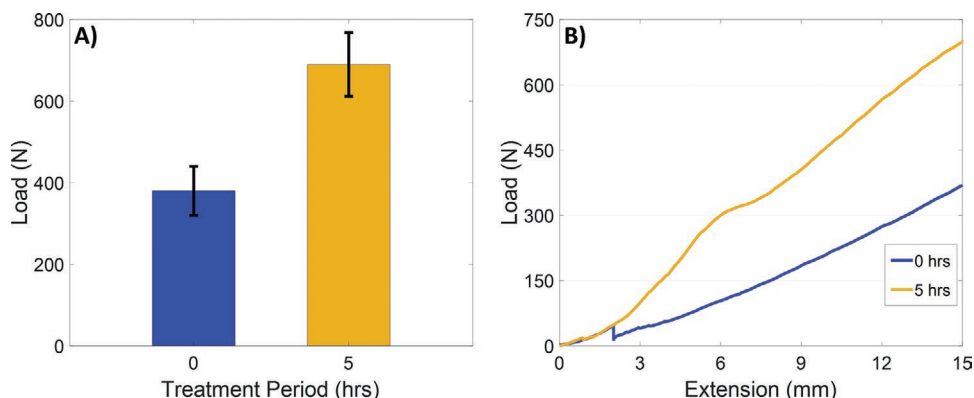 A)
800
600
400
200
0
Load (N)
0
5
Treatment Period (hrs)
B)
750
600
450
300
150
0
Load (N)
0 hrs
5 hrs
0
3
6
9
12
15
Extension (mm)